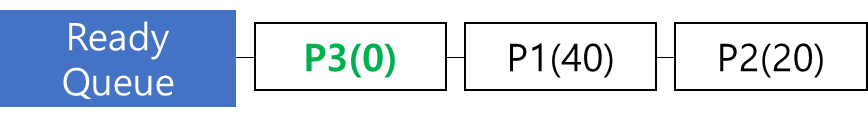 Ready
Queue
P3(0)
P1(40)
P2(20)